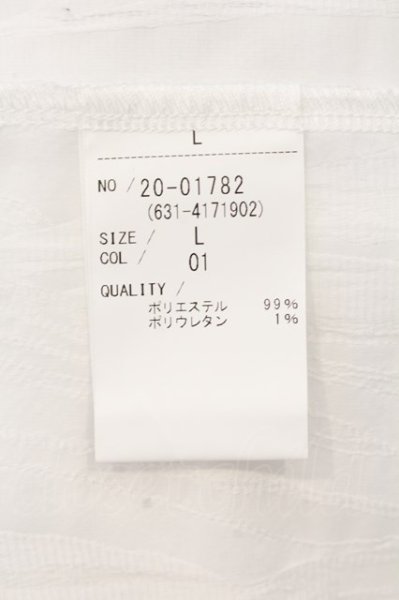 L
NO / 20-01782
(631-4171902)
SIZE / L
COL / 01
QUALITY /
ポリエステル 99%
ポリウレタン 1%